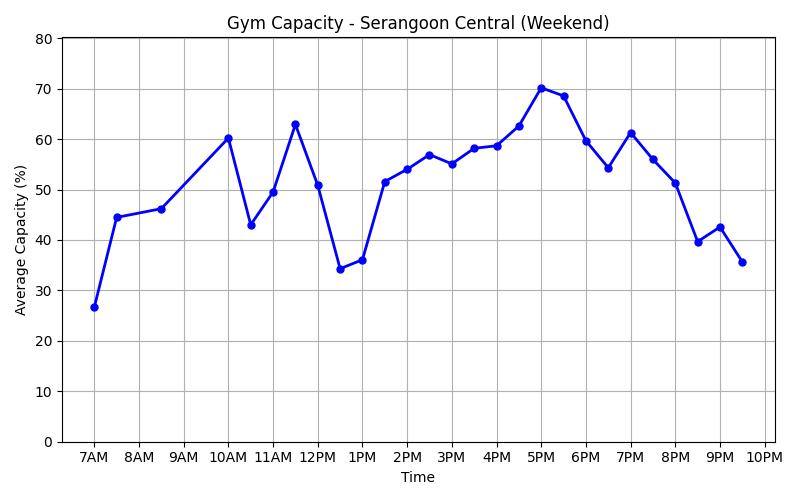 Gym Capacity - Serangoon Central (Weekend)
Average Capacity (%)
80
70
60
50
40
30
20
10
0
7AM 8AM 9AM 10AM 11AM 12PM 1PM 2PM 3PM 4PM 5PM 6PM 7PM 8PM 9PM 10PM
Time